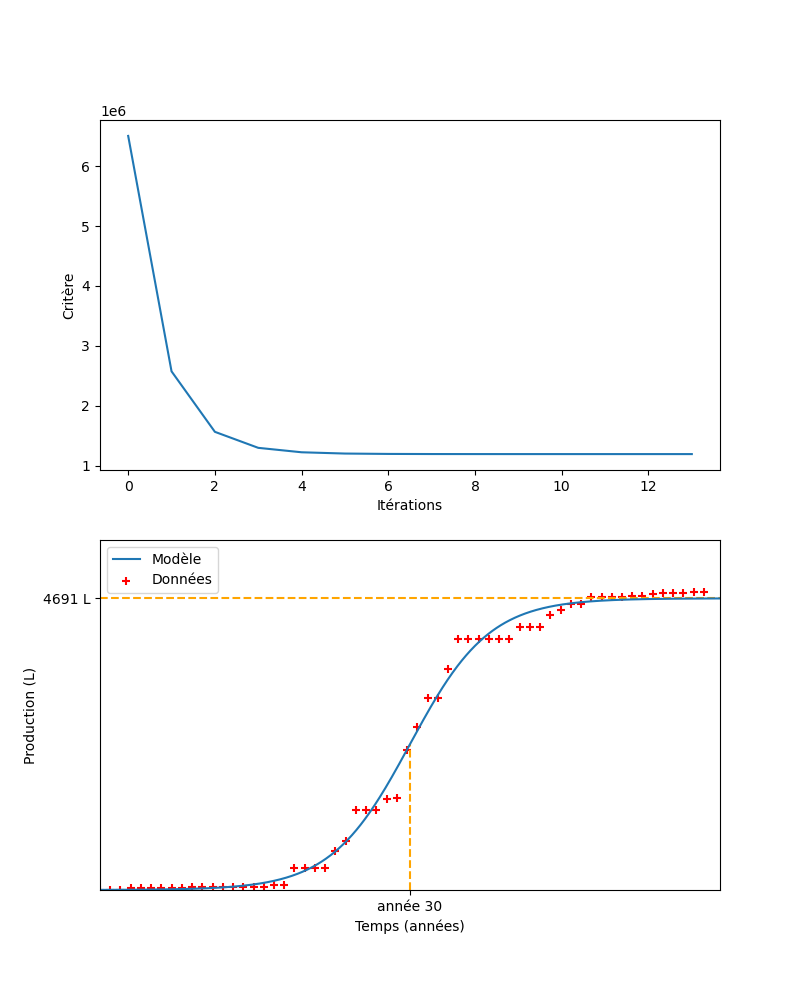 1e6
6
5
4
3
2
1
Critère
0 2 4 6 8 10 12
Itérations
Modèle
Données
4691 L
Production (L)
année 30
Temps (années)